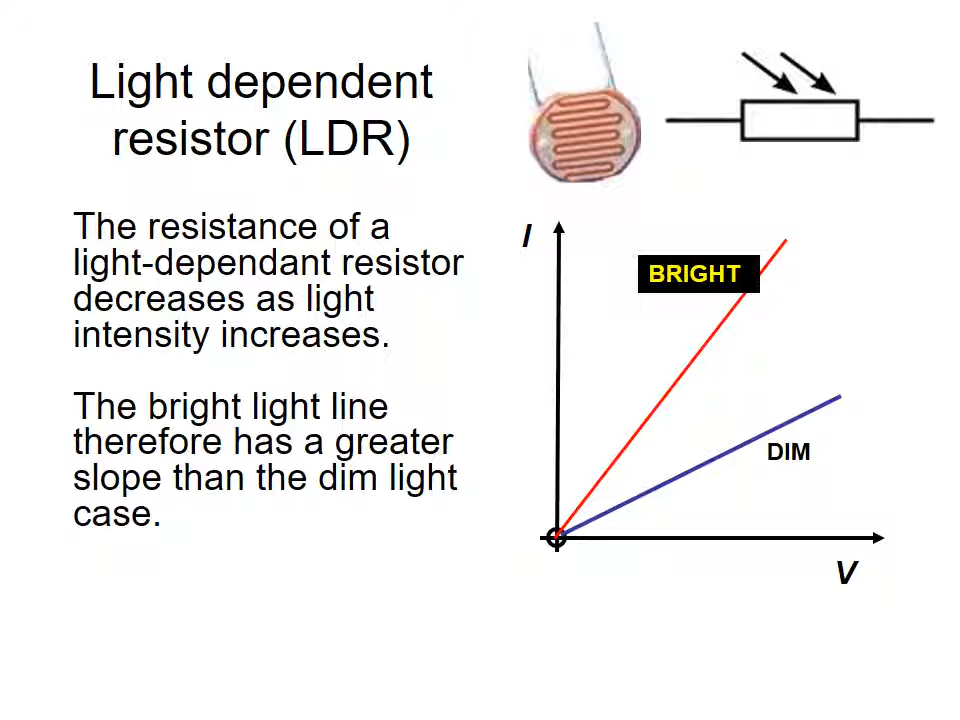 Light dependent
resistor (LDR)
The resistance of a
light-dependant resistor
decreases as light
intensity increases.
The bright light line
therefore has a greater
slope than the dim light
case.
I
BRIGHT
DIM
V